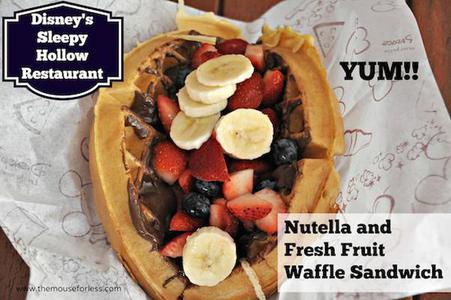 Disney's
Sleepy
Hollow
Restaurant
YUM!!
Nutella and
Fresh Fruit
Waffle Sandwich
www.themouseforless.com